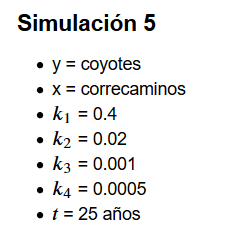 Simulación 5
• y = coyotes
• x = correcaminos
• k₁ = 0.4
• k₂ = 0.02
• k₃ = 0.001
• k₄ = 0.0005
• t = 25 años